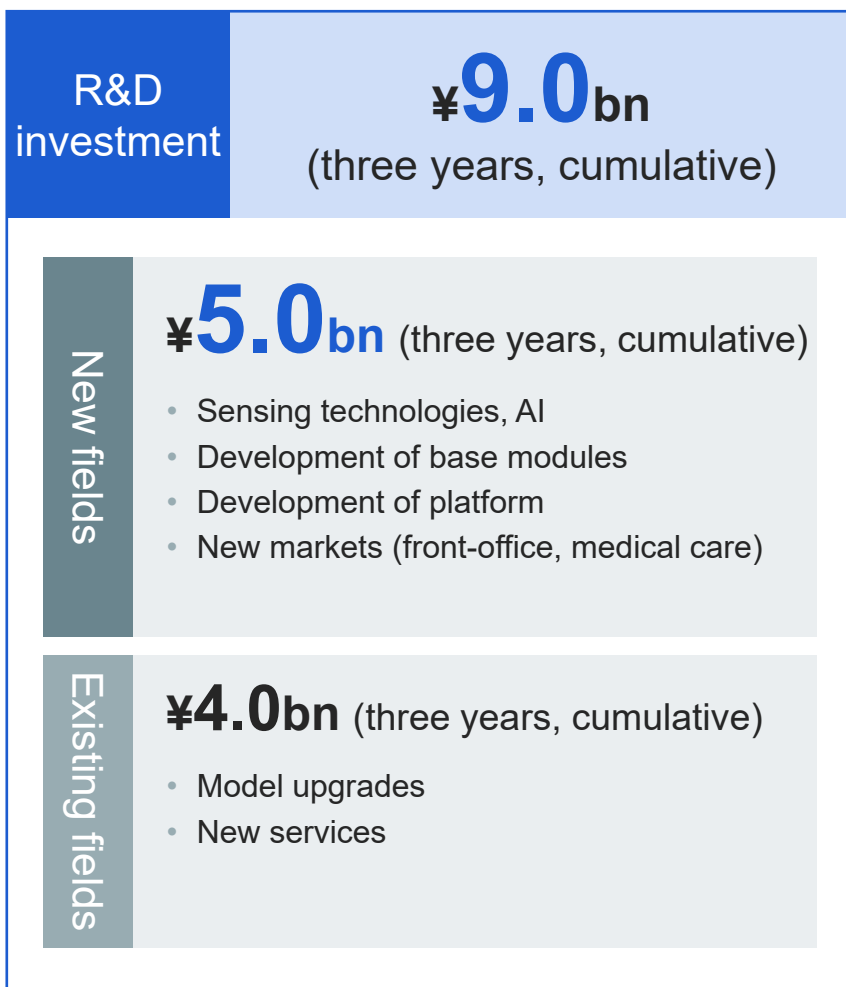 R&D
investment
¥9.0bn
(three years, cumulative)
New fields
¥5.0bn (three years, cumulative)
• Sensing technologies, AI
• Development of base modules
• Development of platform
• New markets (front-office, medical care)
Existing fields
¥4.0bn (three years, cumulative)
• Model upgrades
• New services